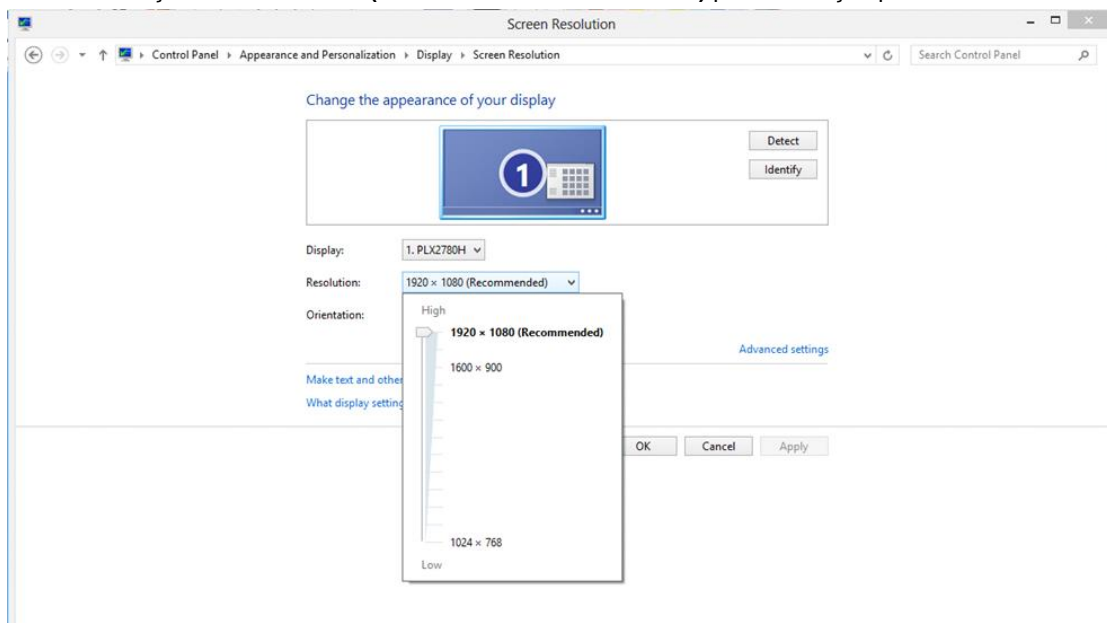 Screen Resolution
Control Panel Appearance and Personalization Display Screen Resolution
Search Control Panel
Change the appearance of your display
1
Detect
Identify
Display: 1. PLX2780H
Resolution: 1920 × 1080 (Recommended)
Orientation:
High
1920 × 1080 (Recommended)
1600 × 900
1024 × 768
Low
Advanced settings
Make text and other
What display setting
OK Cancel Apply